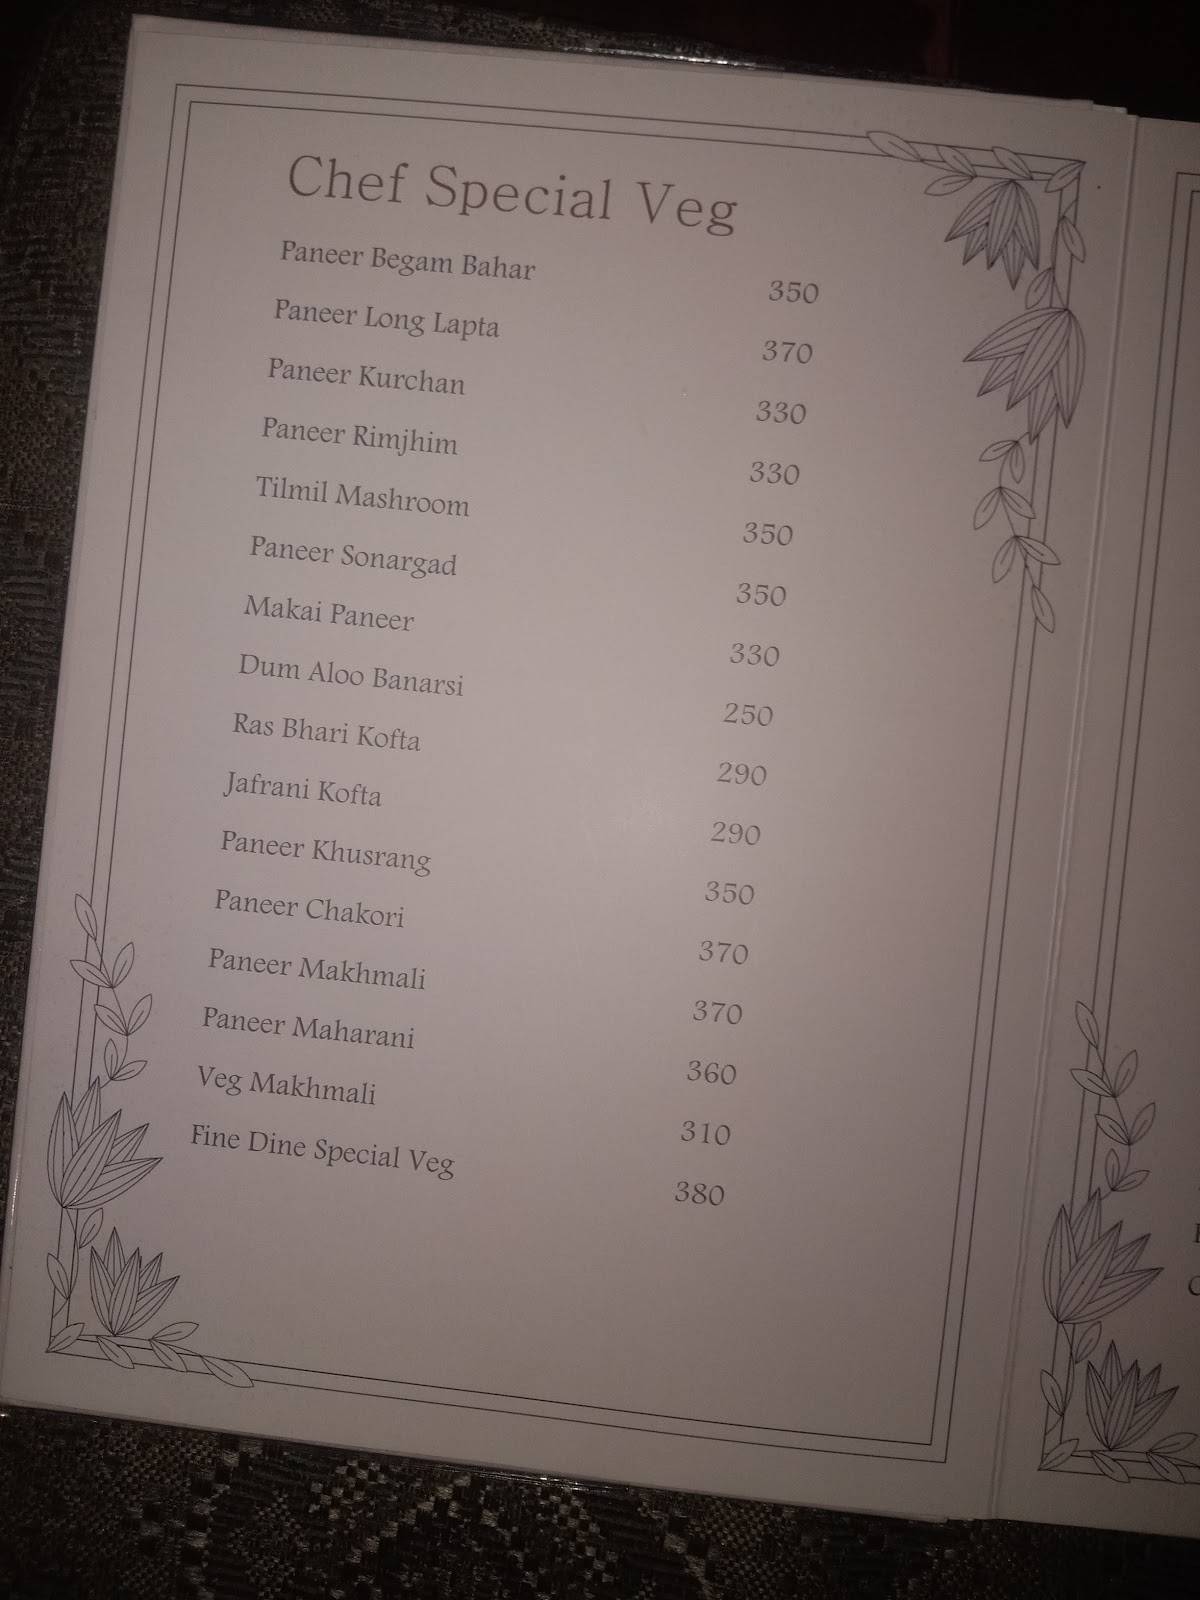 Chef Special Veg
Paneer Begam Bahar 350
Paneer Long Lapta 370
Paneer Kurchan 330
Paneer Rimjhim 330
Tilmil Mashroom 350
Paneer Sonargad 350
Makai Paneer 330
Dum Aloo Banarsi 250
Ras Bhari Kofta 290
Jafrani Kofta 290
Paneer Khusrang 350
Paneer Chakori 370
Paneer Makhmali 370
Paneer Maharani 360
Veg Makhmali 310
Fine Dine Special Veg 380